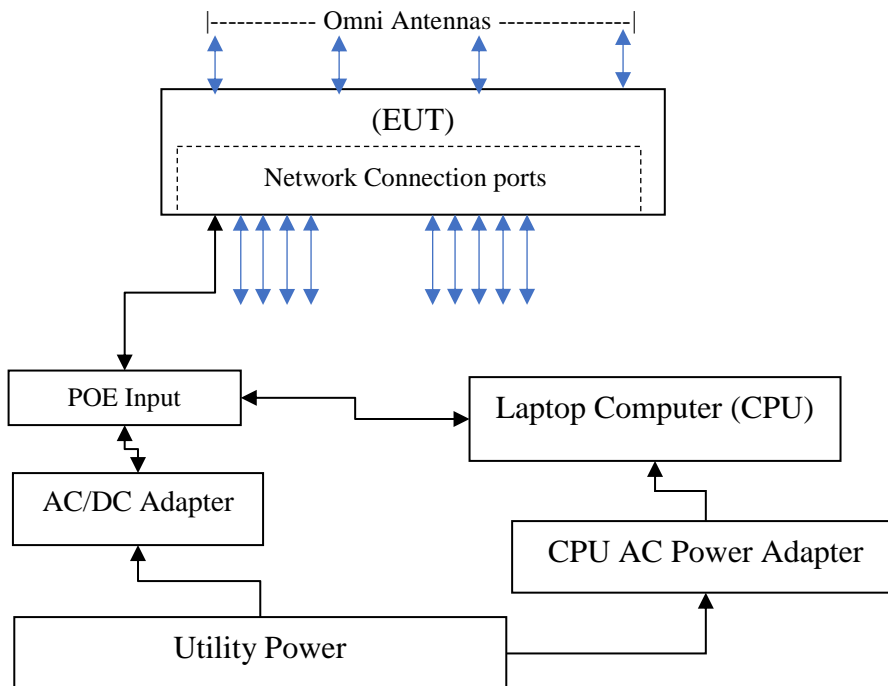 |----------- Omni Antennas -------------|
(EUT)
Network Connection ports
POE Input
Laptop Computer (CPU)
AC/DC Adapter
CPU AC Power Adapter
Utility Power